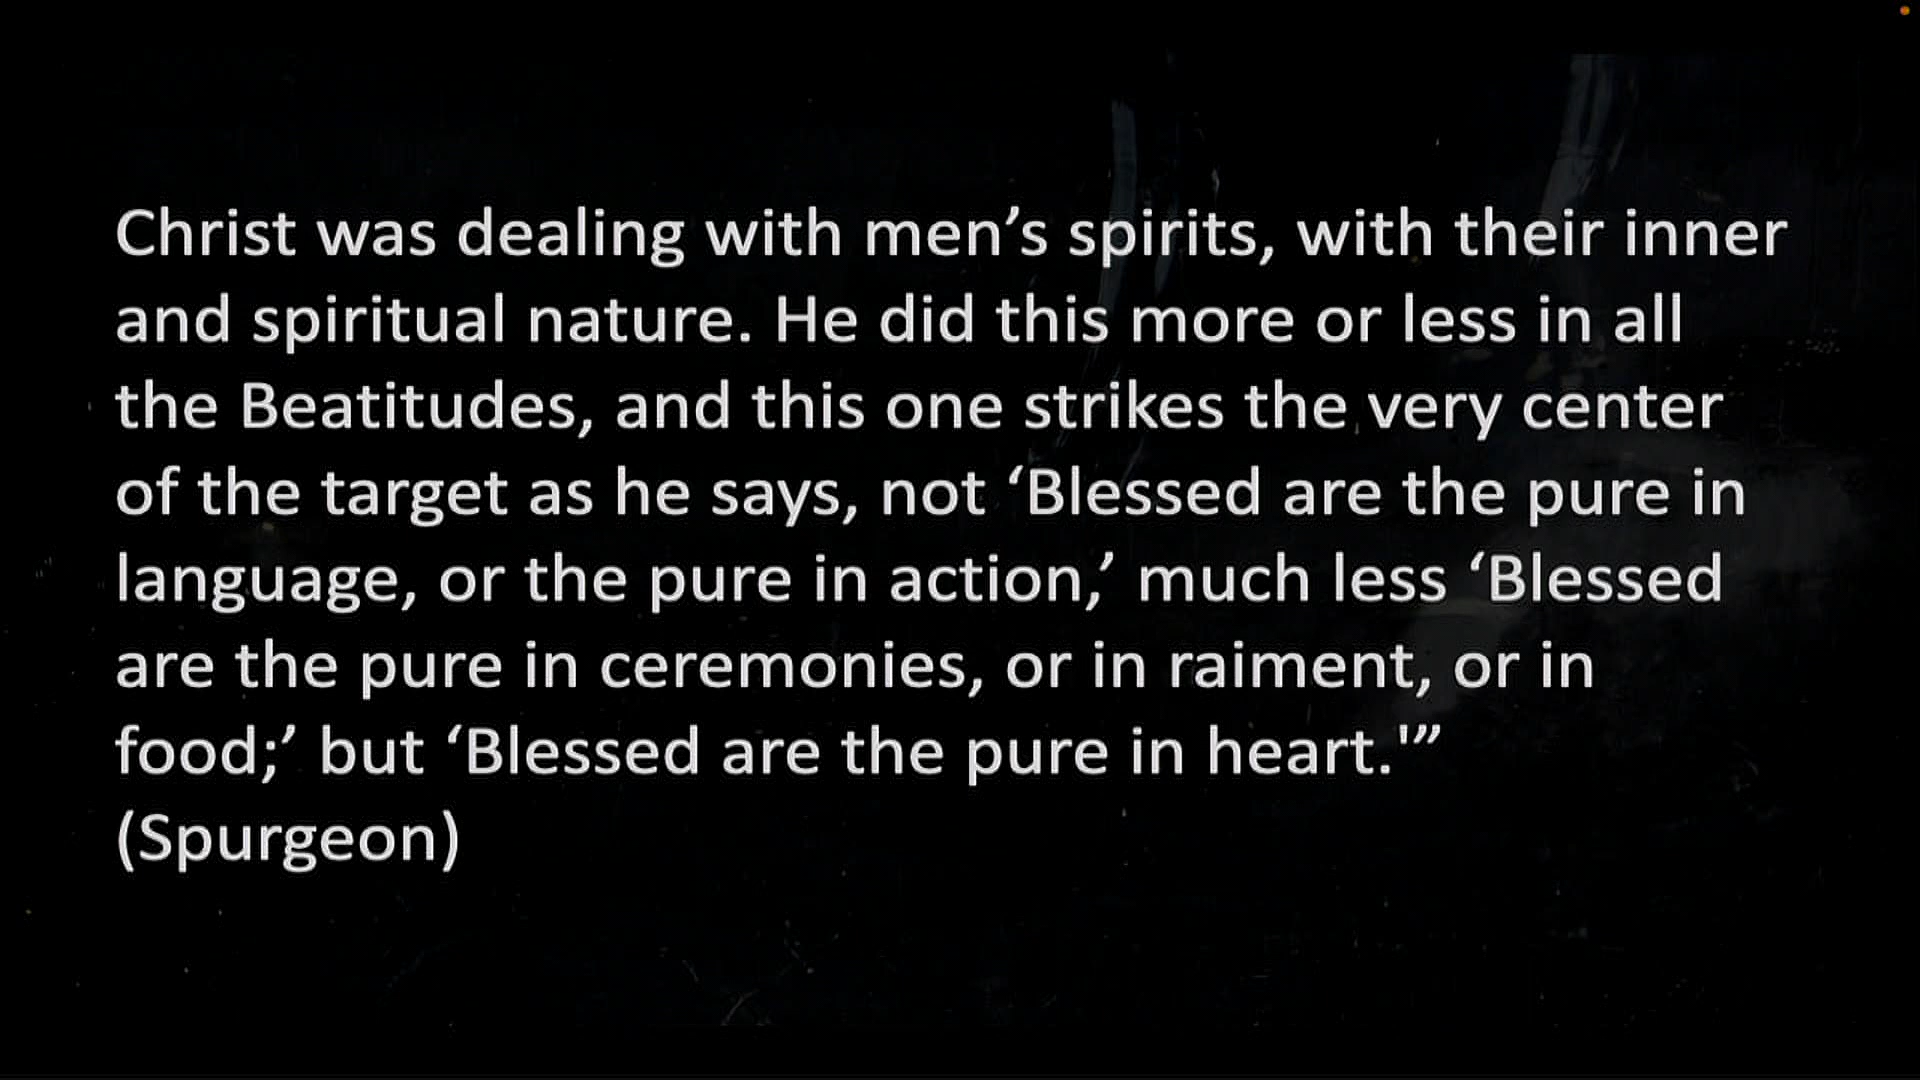 Christ was dealing with men’s spirits, with their inner
and spiritual nature. He did this more or less in all
the Beatitudes, and this one strikes the very center
of the target as he says, not ‘Blessed are the pure in
language, or the pure in action,’ much less ‘Blessed
are the pure in ceremonies, or in raiment, or in
food;’ but ‘Blessed are the pure in heart.'”
(Spurgeon)